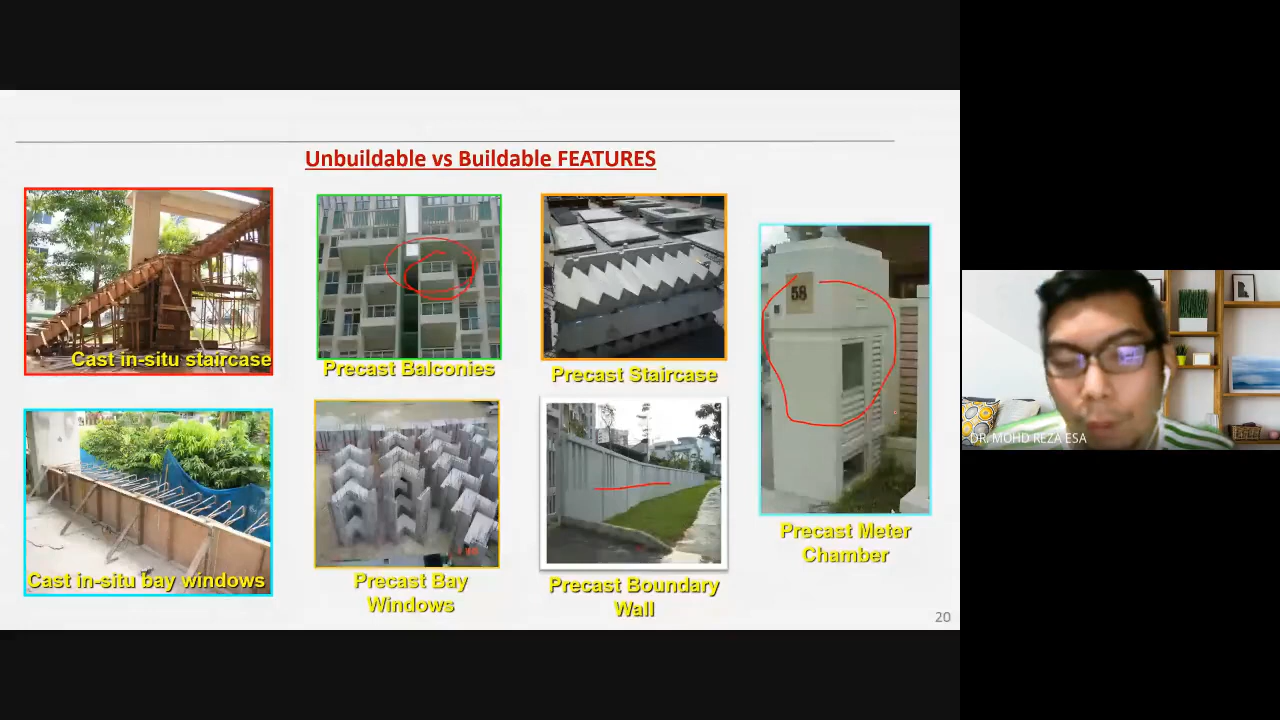 Unbuildable vs Buildable FEATURES
Cast in-situ staircase
Precast Balconies
Precast Staircase
58
Precast Meter
Chamber
Cast in-situ bay windows
Precast Bay
Windows
Precast Boundary
Wall
20
DR. MOHD REZA ESA